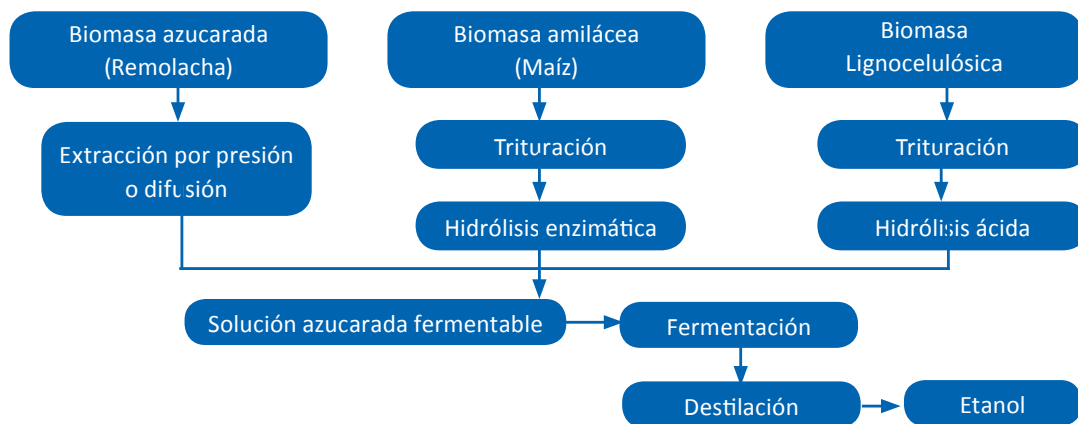 Biomasa azucarada
(Remolacha)
Biomasa amilácea
(Maíz)
Biomasa
Lignocelulósica
Extracción por presión
o difusión
Trituración
Trituración
Hidrólisis enzimática
Hidrólisis ácida
Solución azucarada fermentable
Fermentación
Destilación
Etanol